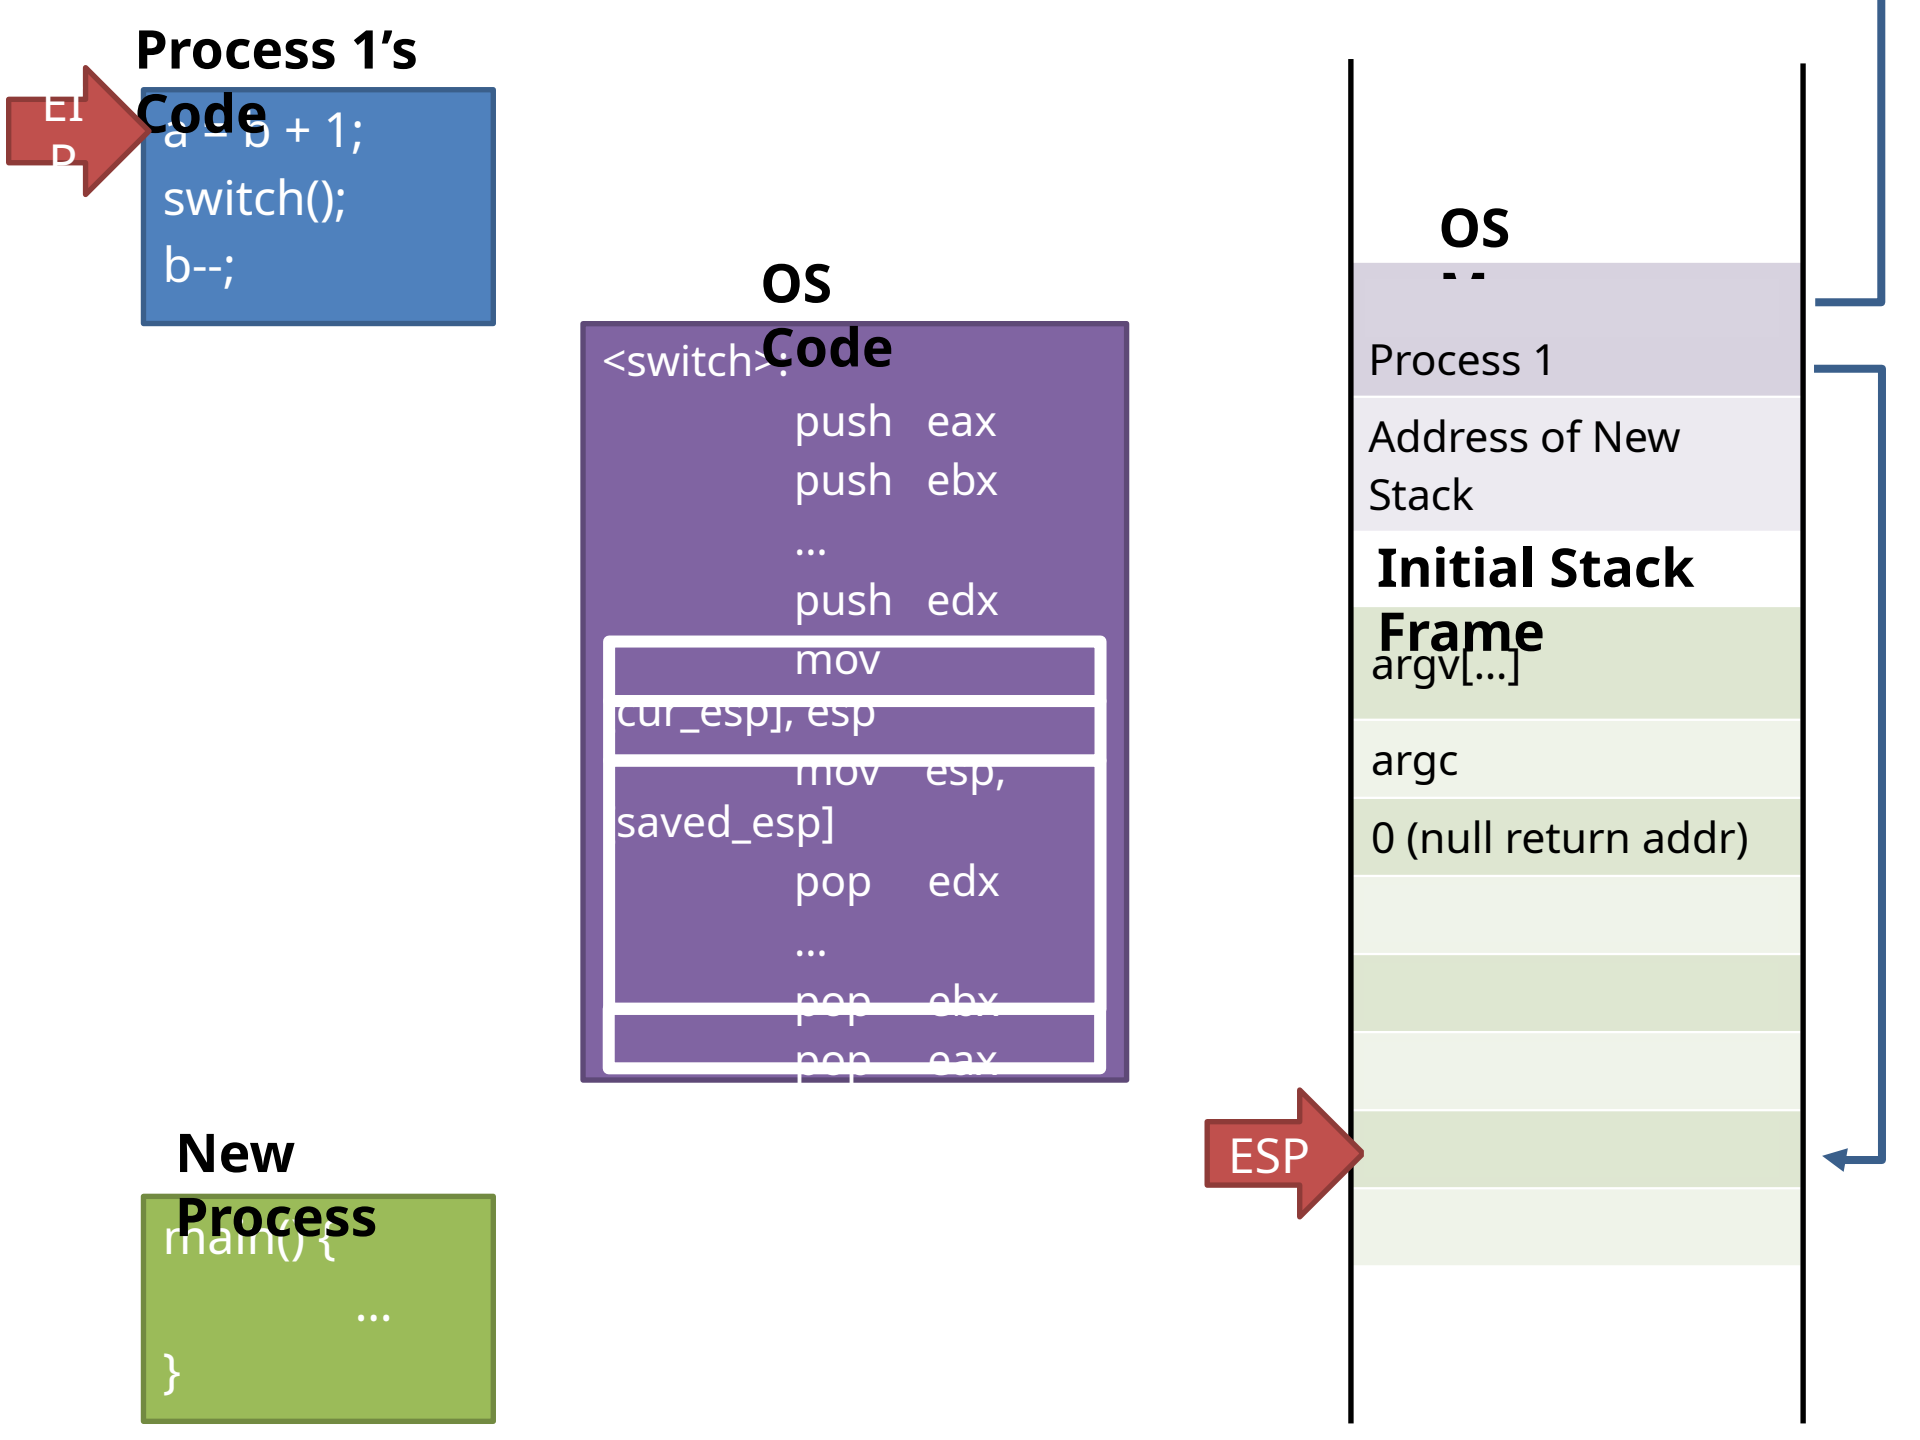 Process 1’s
Code
EI
P
a = b + 1;
switch();
b--;
OS
Code
<switch>:
push eax
push ebx
…
push edx
mov
cur_esp], esp
mov esp,
saved_esp]
pop edx
…
pop ebx
pop eax
New
Process
main() {
…
}
OS
Process 1
Address of New
Stack
Initial Stack
Frame
argv[…]
argc
0 (null return addr)
ESP